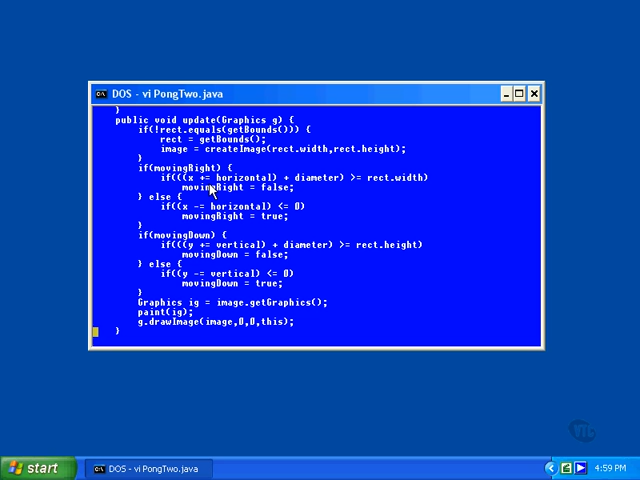 DOS - vi PongTwo.java
}
public void update(Graphics g) {
if(!rect.equals(getBounds())) {
rect = getBounds();
image = createImage(rect.width,rect.height);
}
if(movingRight) {
if(((x += horizontal) + diameter) >= rect.width)
movingRight = false;
} else {
if((x -= horizontal) <= 0)
movingRight = true;
}
if(movingDown) {
if(((y += vertical) + diameter) >= rect.height)
movingDown = false;
} else {
if((y -= vertical) <= 0)
movingDown = true;
}
Graphics ig = image.getGraphics();
paint(ig);
g.drawImage(image,0,0,this);
}
start
DOS - vi PongTwo.java
4:59 PM